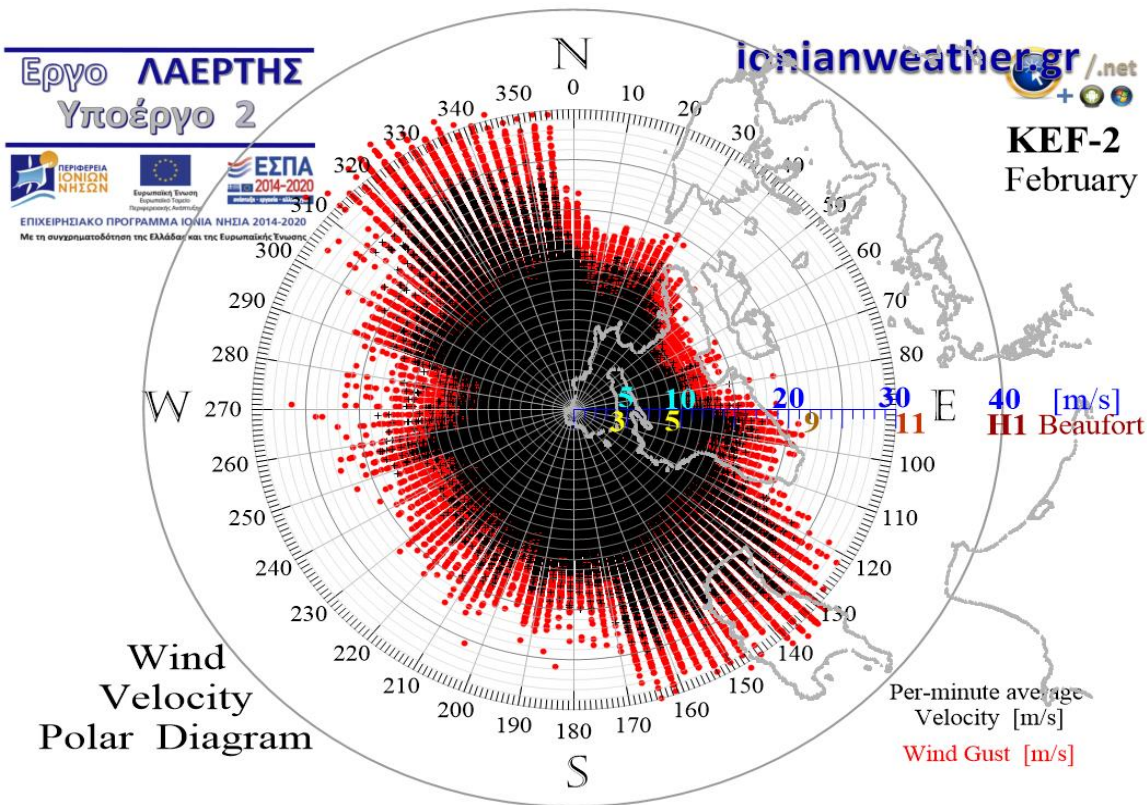 Εργο ΛΑΕΡΤΗΣ
Υποέργο 2
ΠΕΡΙΦΕΡΕΙΑ
ΙΟΝΙΩΝ
ΝΗΣΩΝ
Ευρωπαϊκή Ένωση
Ευρωπαϊκό Ταμείο
Περιφερειακής Ανάπτυξης
ΕΣΠΑ
2014-2020
ΕΠΙΧΕΙΡΗΣΙΑΚΟ ΠΡΟΓΡΑΜΜΑ ΙΟΝΙΑ ΝΗΣΙΑ 2014-2020
Με τη συγχρηματοδότηση της Ελλάδας και της Ευρωπαϊκής Ένωσης
ionianweather.gr /.net
+
KEF-2
February
N
0
10
20
30
40
50
60
70
80
E
100
110
120
130
140
150
160
170
180
S
190
200
210
220
230
240
250
260
270
W
280
290
300
310
320
330
340
350
5 10 20 30 40 [m/s]
3 5 9 11 H1 Beaufort
Wind
Velocity
Polar Diagram
Per-minute average
Velocity [m/s]
Wind Gust [m/s]